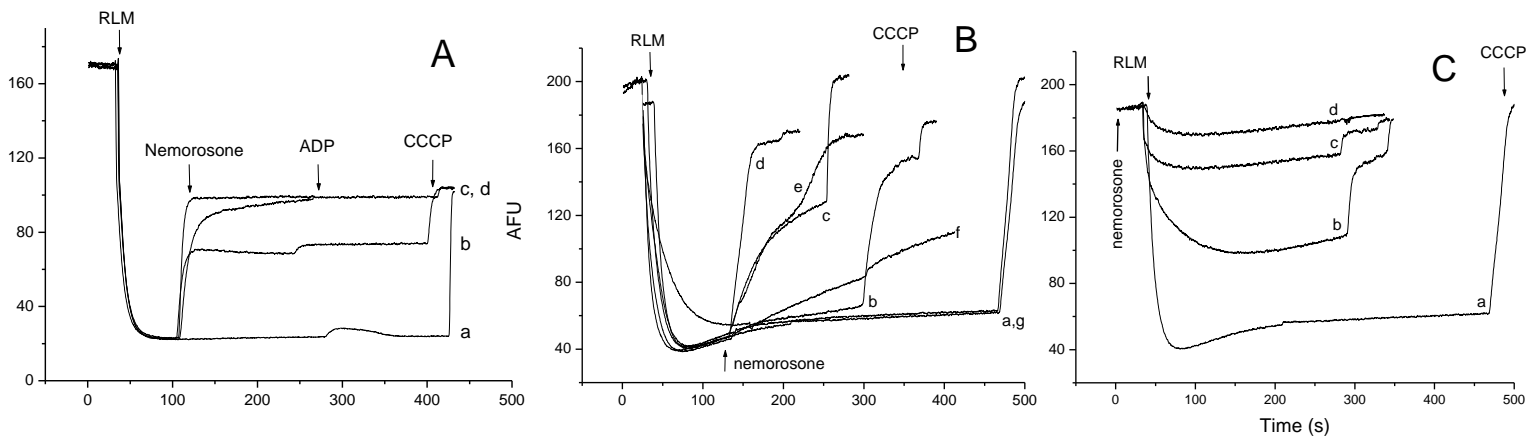 RLM
A
Nemorosone
ADP
CCCP
c, d
b
a
160
120
80
40
0
0
100
200
300
400
500
AFU
RLM
CCCP
B
d
e
c
f
b
a,g
nemorosone
200
160
120
80
40
0
100
200
300
400
500
RLM
CCCP
C
nemorosone
d
c
b
a
200
160
120
80
40
0
100
200
300
400
500
Time (s)